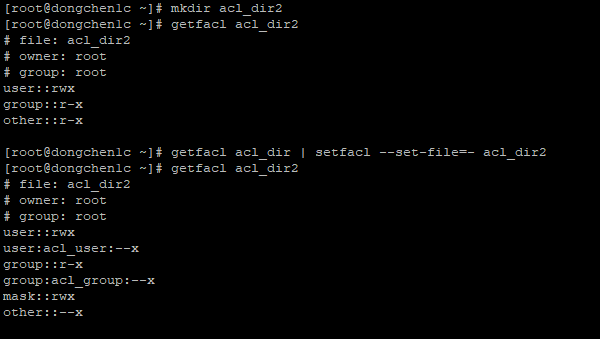 [root@dongchen1c ~]# mkdir acl_dir2
[root@dongchen1c ~]# getfacl acl_dir2
# file: acl_dir2
# owner: root
# group: root
user::rwx
group::r-x
other::r-x
[root@dongchen1c ~]# getfacl acl_dir | setfacl --set-file=- acl_dir2
[root@dongchen1c ~]# getfacl acl_dir2
# file: acl_dir2
# owner: root
# group: root
user::rwx
user:acl_user:--x
group::r-x
group:acl_group:--x
mask::rwx
other::--x